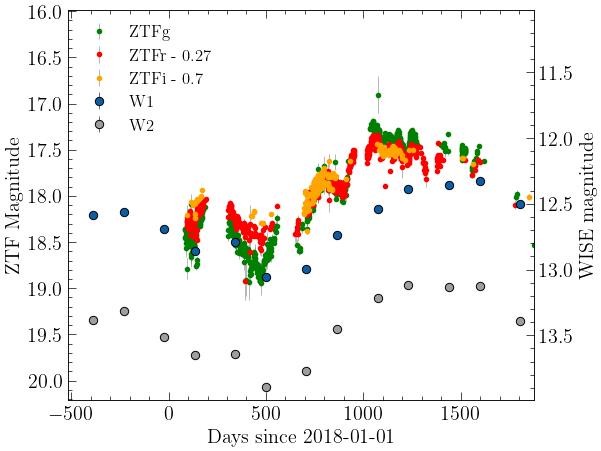 ZTFg
ZTFr - 0.27
ZTFi - 0.7
W1
W2
16.0
16.5
17.0
17.5
18.0
18.5
19.0
19.5
20.0
ZTF Magnitude
11.5
12.0
12.5
13.0
13.5
WISE magnitude
−500
0
500
1000
1500
Days since 2018-01-01